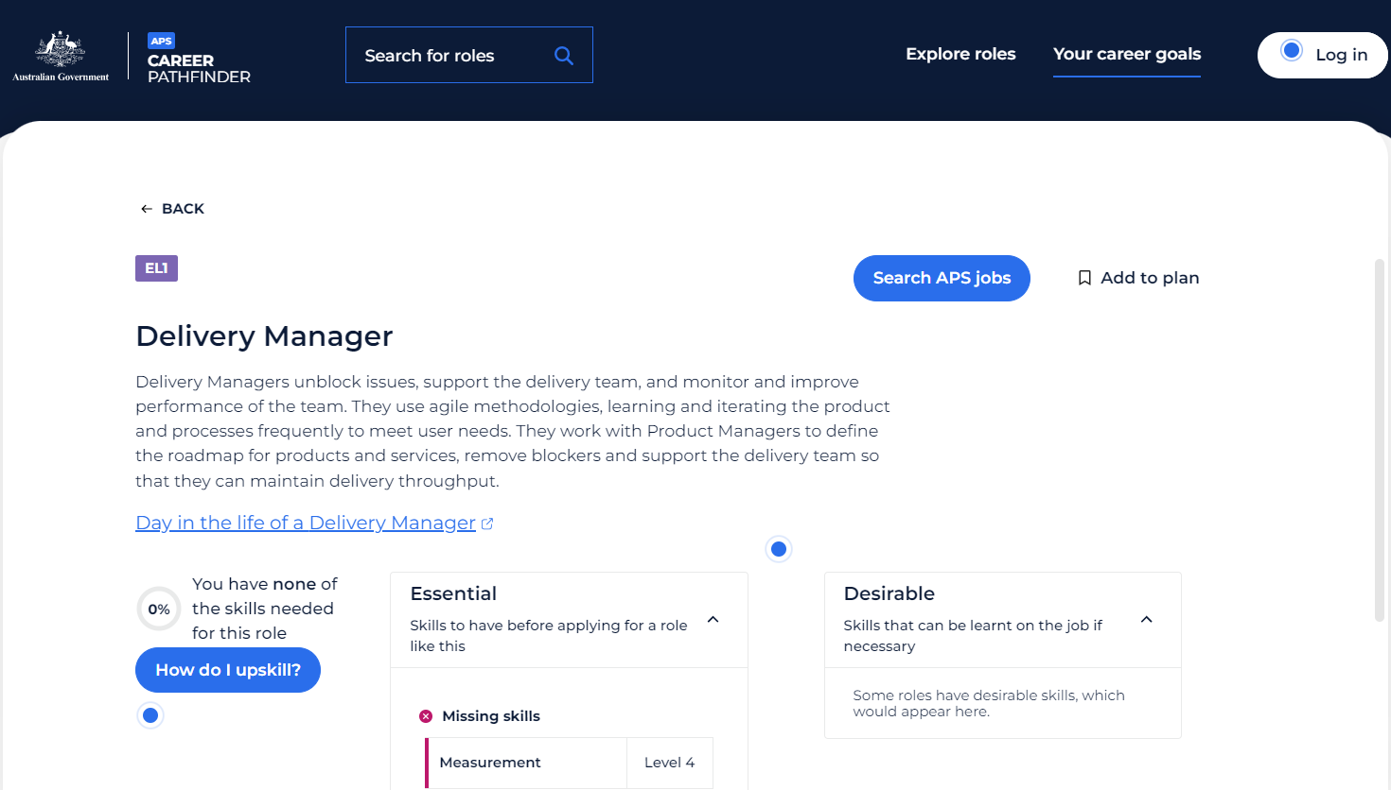 Australian Government
APS
CAREER
PATHFINDER
Search for roles
Explore roles
Your career goals
Log in
BACK
EL1
Search APS jobs
Add to plan
Delivery Manager
Delivery Managers unblock issues, support the delivery team, and monitor and improve
performance of the team. They use agile methodologies, learning and iterating the product
and processes frequently to meet user needs. They work with Product Managers to define
the roadmap for products and services, remove blockers and support the delivery team so
that they can maintain delivery throughput.
Day in the life of a Delivery Manager
0%
You have none of
the skills needed
for this role
How do I upskill?
Essential
Skills to have before applying for a role
like this
Missing skills
Measurement
Level 4
Desirable
Skills that can be learnt on the job if
necessary
Some roles have desirable skills, which
would appear here.